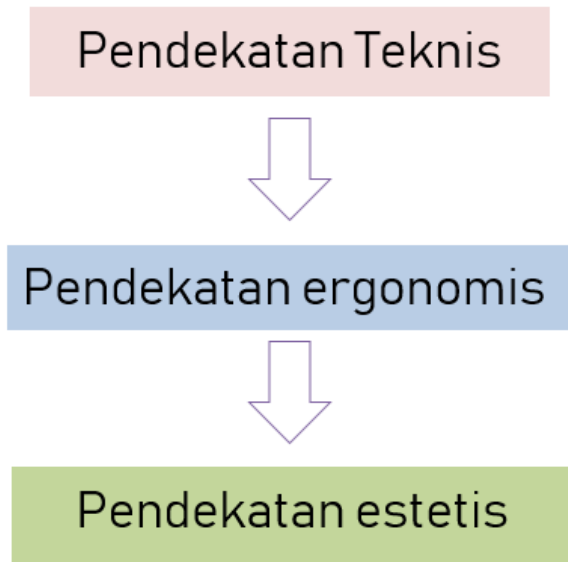 Pendekatan Teknis
Pendekatan ergonomis
Pendekatan estetis